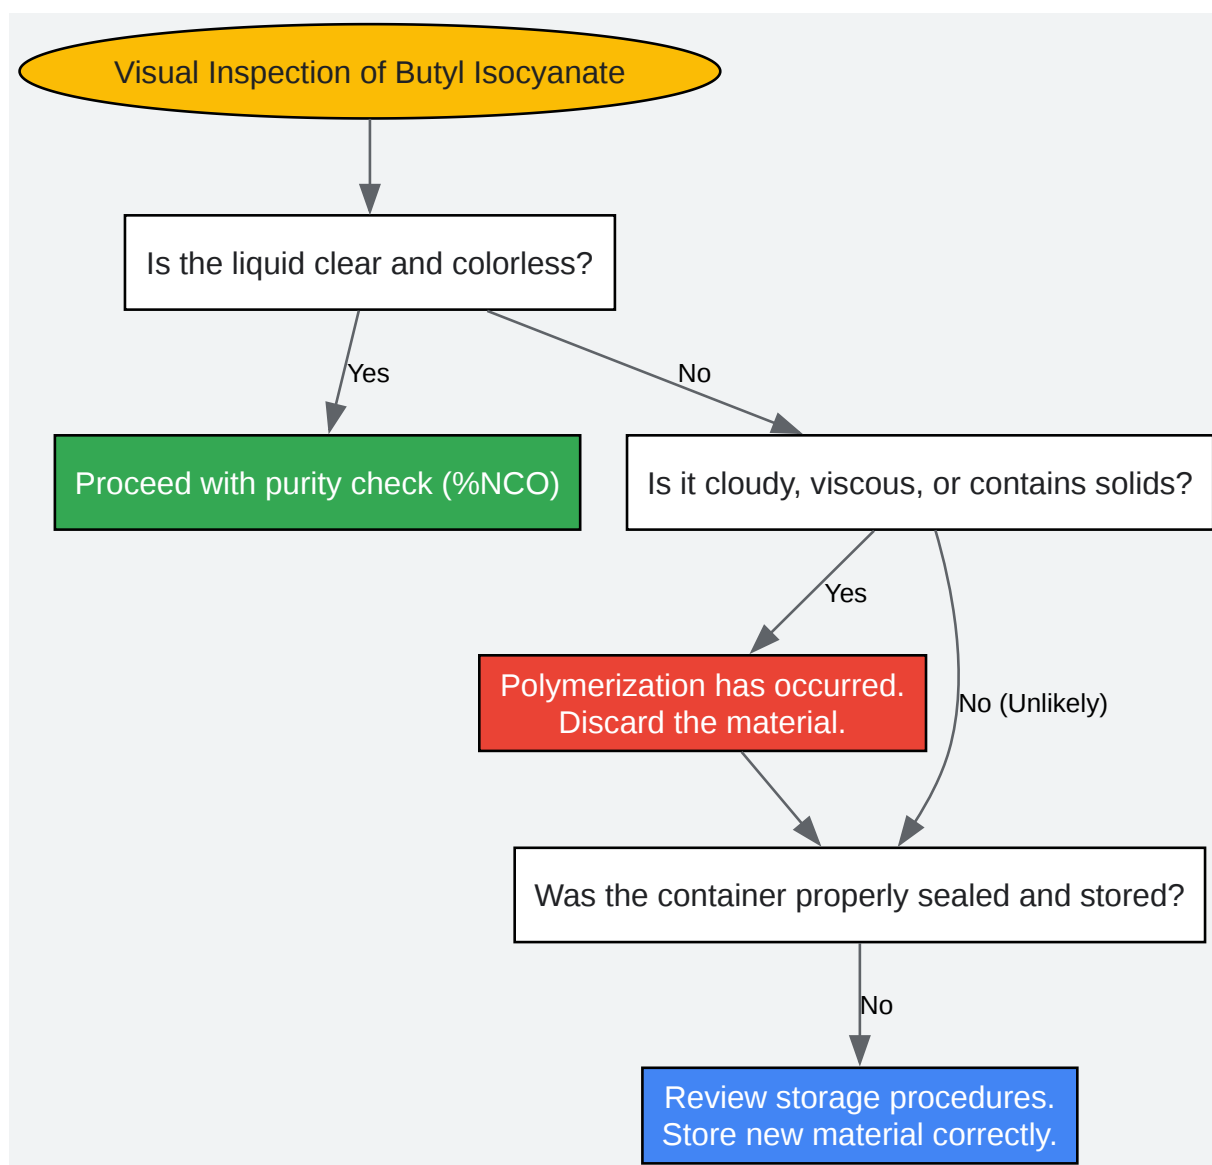 Visual Inspection of Butyl Isocyanate
Is the liquid clear and colorless?
Yes
No
Proceed with purity check (%NCO)
Is it cloudy, viscous, or contains solids?
Yes
Polymerization has occurred.
Discard the material.
No (Unlikely)
Was the container properly sealed and stored?
No
Review storage procedures.
Store new material correctly.